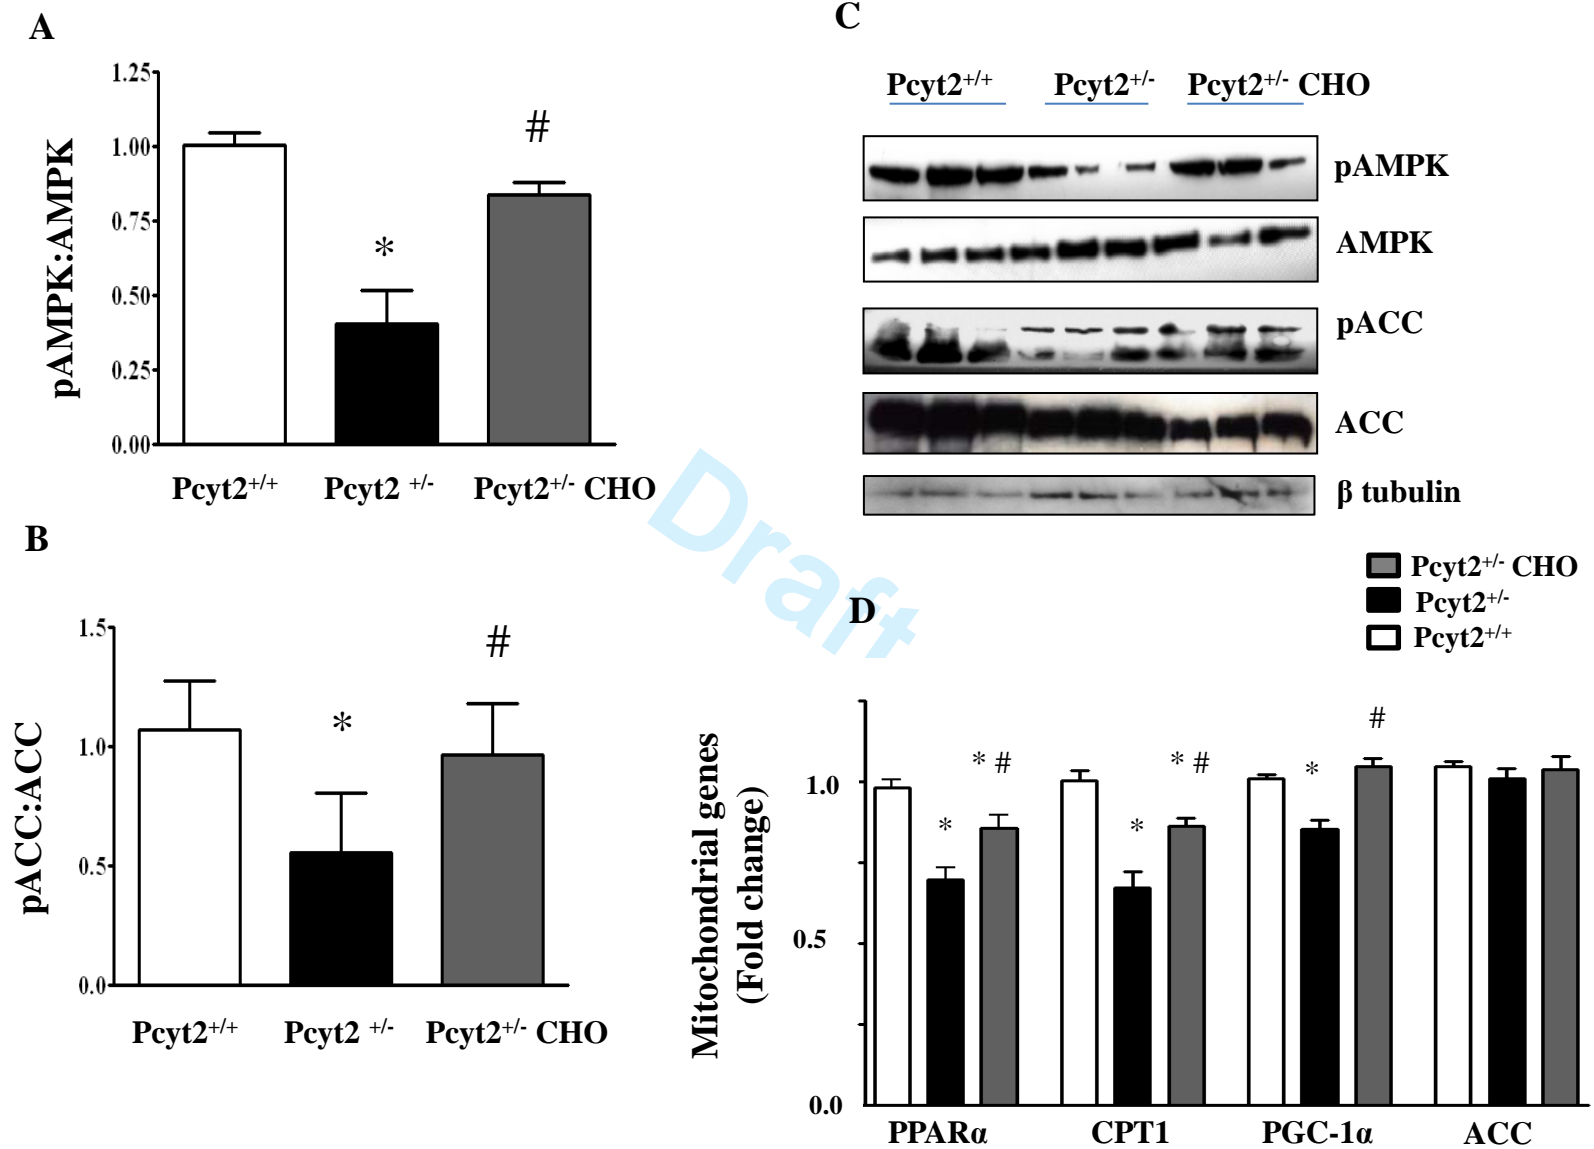 A
pAMPK:AMPK
1.25
1.00
0.75
0.50
0.25
0.00
*
#
Pcyt2+/+ Pcyt2 +/- Pcyt2+/- CHO
B
pACC:ACC
1.5
1.0
0.5
0.0
*
#
Pcyt2+/+ Pcyt2 +/- Pcyt2+/- CHO
C
Pcyt2+/+ Pcyt2+/- Pcyt2+/- CHO
pAMPK
AMPK
pACC
ACC
β tubulin
Draft
D
Pcyt2+/- CHO
Pcyt2+/-
Pcyt2+/+
Mitochondrial genes
(Fold change)
1.0
0.5
0.0
*
* #
*
* #
*
#
PPARα CPT1 PGC-1α ACC